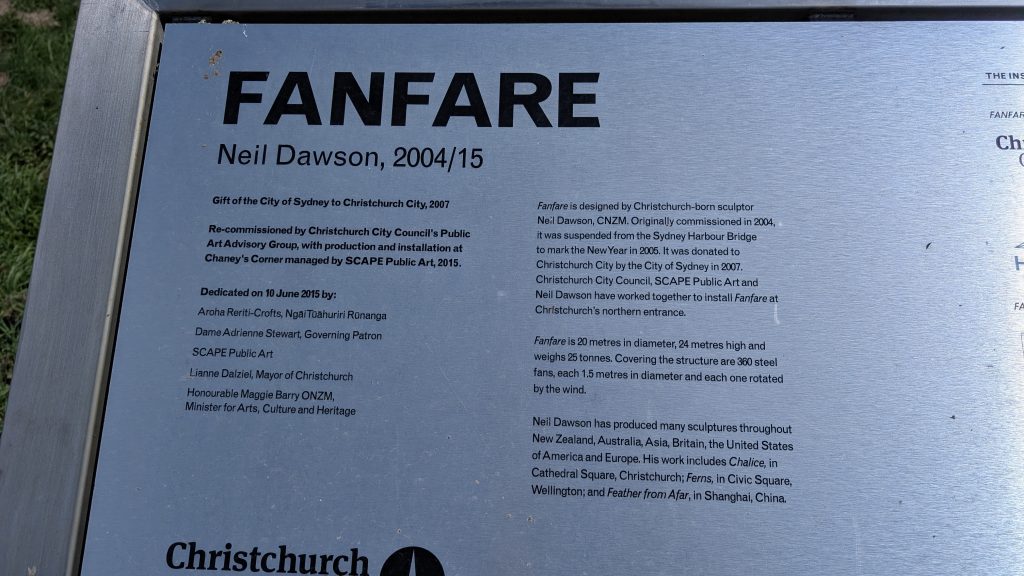 FANFARE
Neil Dawson, 2004/15
Gift of the City of Sydney to Christchurch City, 2007
Re-commissioned by Christchurch City Council's Public
Art Advisory Group, with production and installation at
Chaney's Corner managed by SCAPE Public Art, 2015.
Dedicated on 10 June 2015 by:
Aroha Reriti-Crofts, Ngāi Tūāhuriri Rūnanga
Dame Adrienne Stewart, Governing Patron
SCAPE Public Art
Lianne Dalziel, Mayor of Christchurch
Honourable Maggie Barry ONZM,
Minister for Arts, Culture and Heritage
Fanfare is designed by Christchurch-born sculptor
Neil Dawson, CNZM. Originally commissioned in 2004,
it was suspended from the Sydney Harbour Bridge
to mark the New Year in 2005. It was donated to
Christchurch City by the City of Sydney in 2007.
Christchurch City Council, SCAPE Public Art and
Neil Dawson have worked together to install Fanfare at
Christchurch's northern entrance.
Fanfare is 20 metres in diameter, 24 metres high and
weighs 25 tonnes. Covering the structure are 360 steel
fans, each 1.5 metres in diameter and each one rotated
by the wind.
Neil Dawson has produced many sculptures throughout
New Zealand, Australia, Asia, Britain, the United States
of America and Europe. His work includes Chalice, in
Cathedral Square, Christchurch; Ferns, in Civic Square,
Wellington; and Feather from Afar, in Shanghai, China.
THE INS
FANFAR
Ch
Christchurch